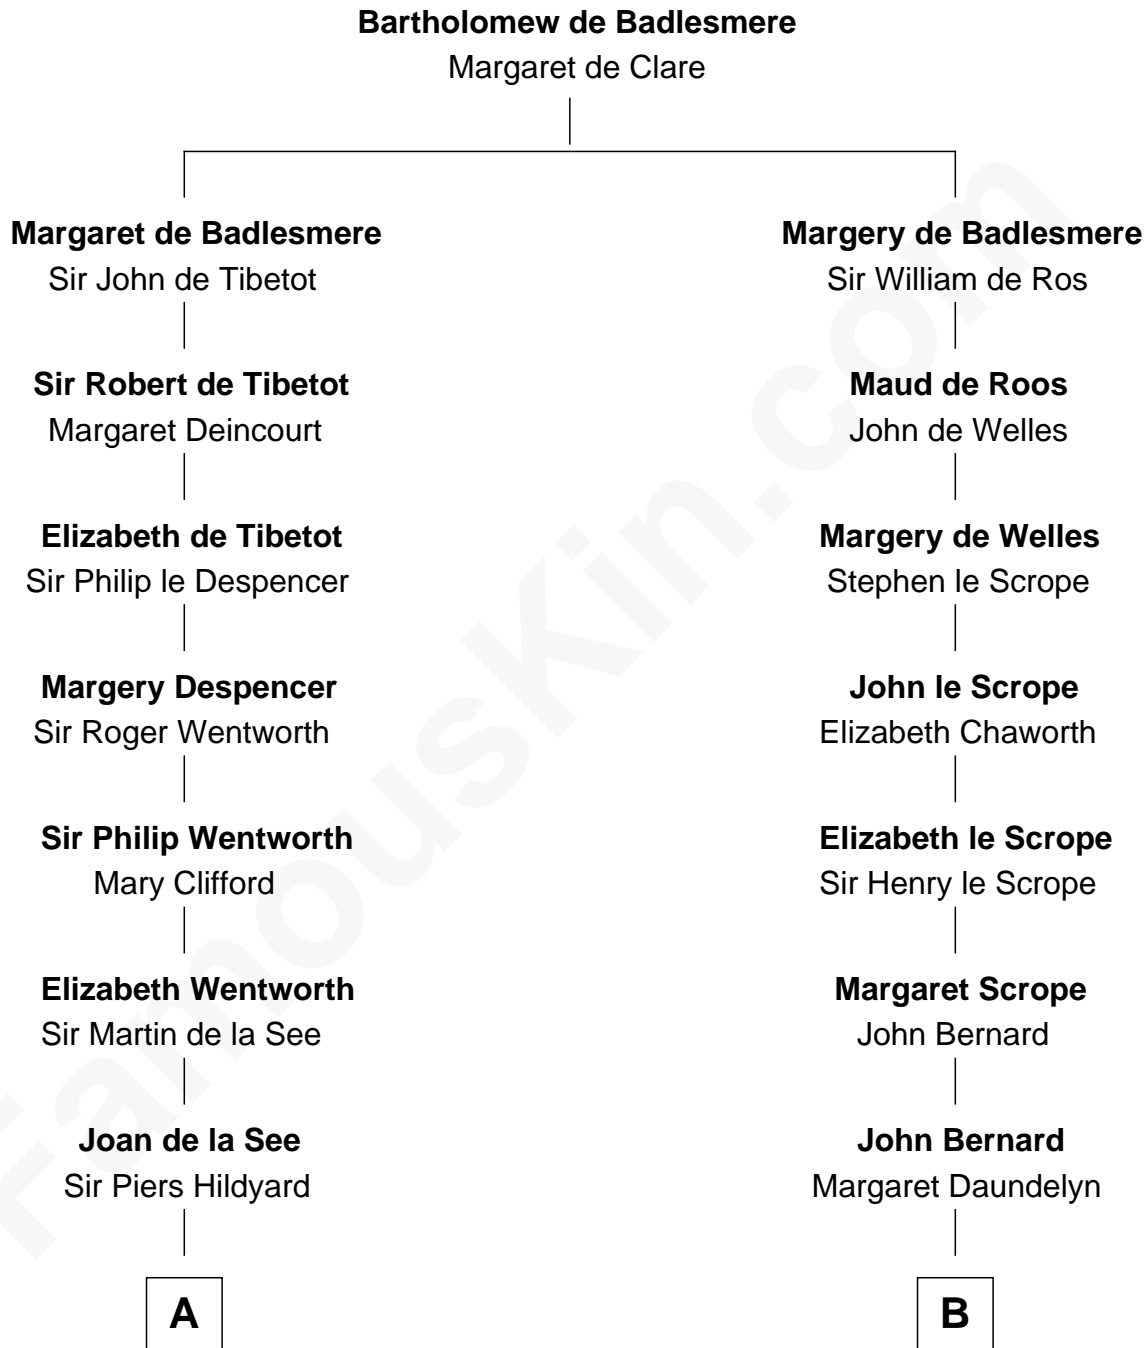 Bartholomew de Badlesmere
Margaret de Clare
Margaret de Badlesmere
Sir John de Tibetot
Margery de Badlesmere
Sir William de Ros
Sir Robert de Tibetot
Margaret Deincourt
Maud de Roos
John de Welles
Elizabeth de Tibetot
Sir Philip le Despencer
Margery de Welles
Stephen le Scrope
Margery Despencer
Sir Roger Wentworth
John le Scrope
Elizabeth Chaworth
Sir Philip Wentworth
Mary Clifford
Elizabeth le Scrope
Sir Henry le Scrope
Elizabeth Wentworth
Sir Martin de la See
Margaret Scrope
John Bernard
Joan de la See
Sir Piers Hildyard
John Bernard
Margaret Daundelyn
A
B
FamousKin.com